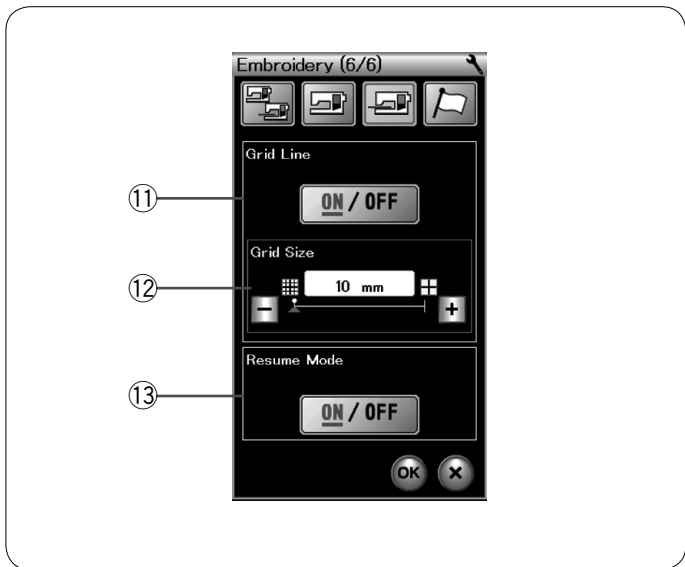 Embroidery (6/6)
Grid Line
⑪
ON / OFF
Grid Size
⑫
10 mm
− +
Resume Mode
⑬
ON / OFF
OK ×